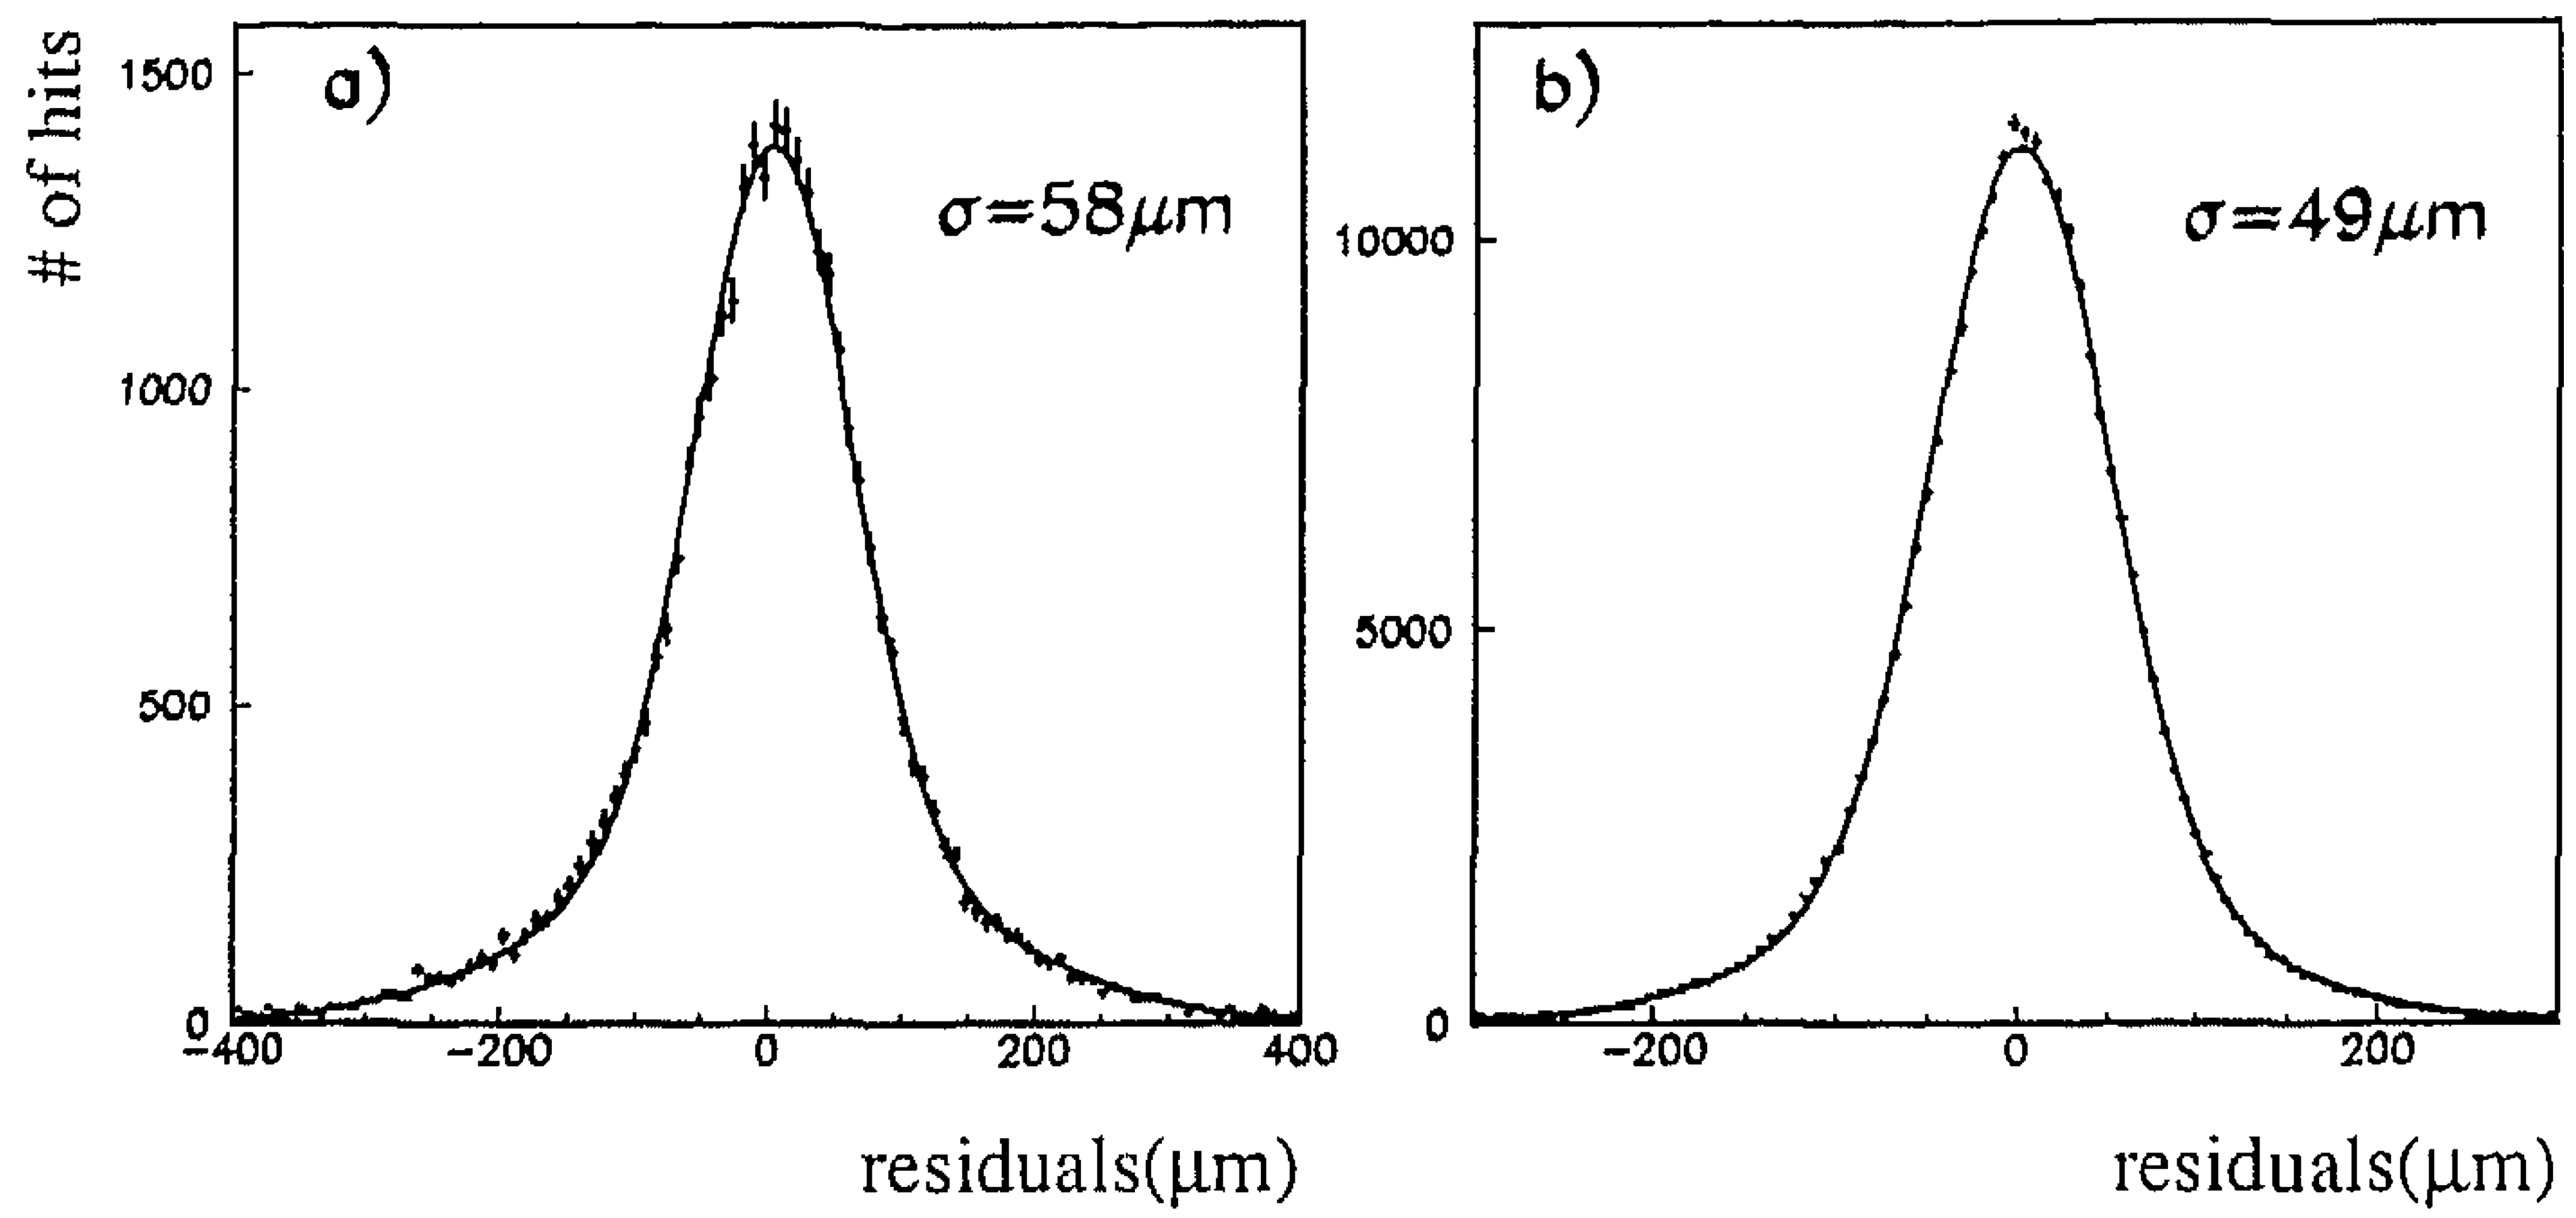 # of hits
a)
σ=58μm
1500
1000
500
0
−400 −200 0 200 400
residuals(μm)
b)
σ=49μm
10000
5000
0
−200 0 200
residuals(μm)